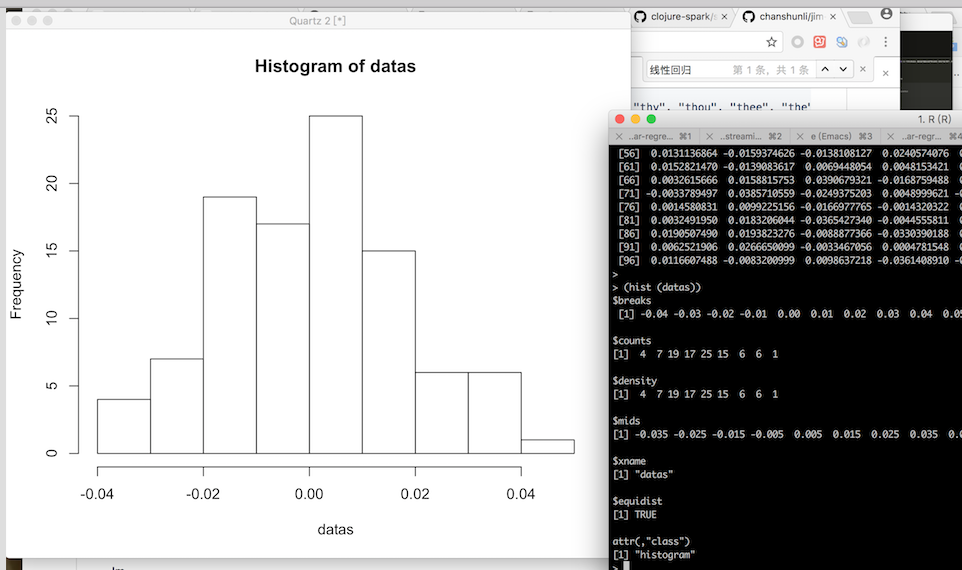 Quartz 2 [*]
Histogram of datas
Frequency
25
20
15
10
5
0
-0.04
-0.02
0.00
0.02
0.04
datas
clojure-spark/
chanshunli/jim
线性回归
第 1 条，共 1 条
"thy", "thou", "thee", "the'
1. R (R)
..ar-regre... ⌘1
..streami... ⌘2
e (Emacs) ⌘3
..ar-regr... ⌘4
[56] 0.0131136864 -0.0159374626 -0.0138108127 0.0240574076
[61] 0.0152821470 -0.0139083617 0.0069448054 0.0048153421
[66] 0.0032615666 0.0158815753 0.0390679321 -0.0168759488
[71] -0.0033789497 0.0385710559 -0.0249375203 0.0048999621
[76] 0.0014580831 0.0099225156 -0.0166977765 -0.0014320322
[81] 0.0032491950 0.0183206044 -0.0365427340 -0.0044555811
[86] 0.0190507490 0.0193823276 -0.0088877366 -0.0330390188
[91] 0.0062521906 0.0266650099 -0.0033467056 0.0004781548
[96] 0.0116607488 -0.0083200999 0.0098637218 -0.0361408910
>
> (hist (datas))
$breaks
[1] -0.04 -0.03 -0.02 -0.01 0.00 0.01 0.02 0.03 0.04 0.05
$counts
[1] 4 7 19 17 25 15 6 6 1
$density
[1] 4 7 19 17 25 15 6 6 1
$mids
[1] -0.035 -0.025 -0.015 -0.005 0.005 0.015 0.025 0.035 0.0
$xname
[1] "datas"
$equidist
[1] TRUE
attr(,"class")
[1] "histogram"
>